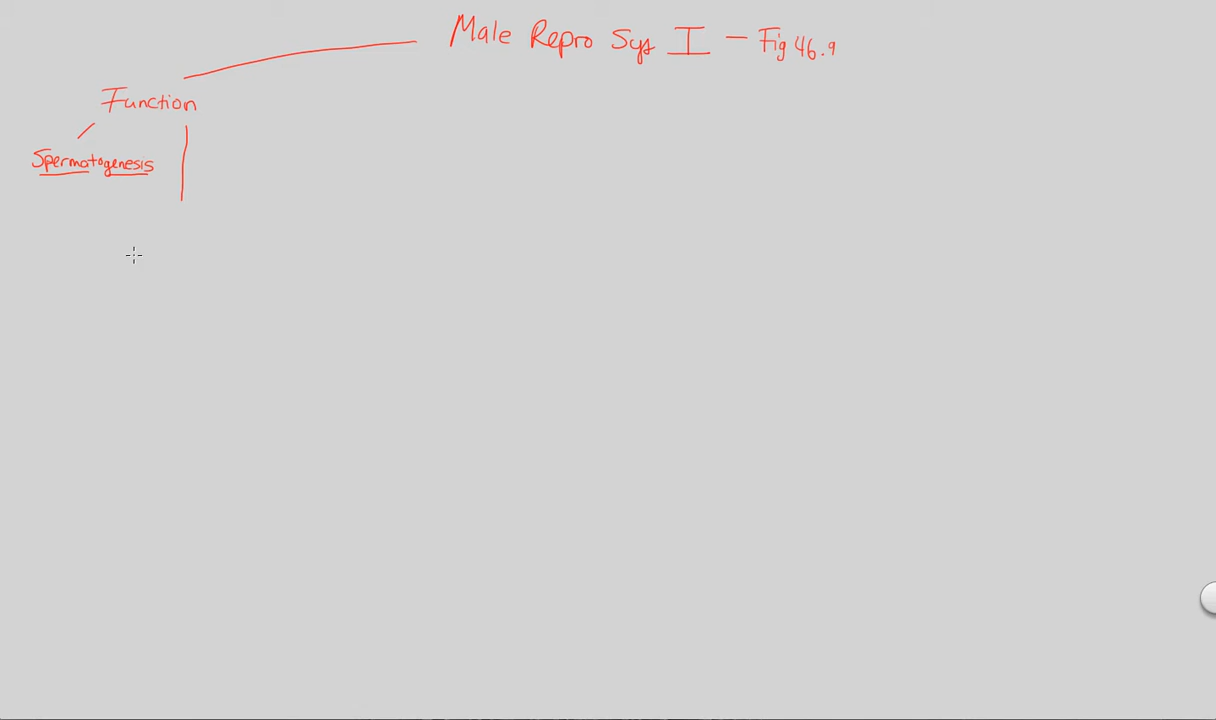 Male Repro Sys I - Fig 46.9
Function
Spermatogenesis